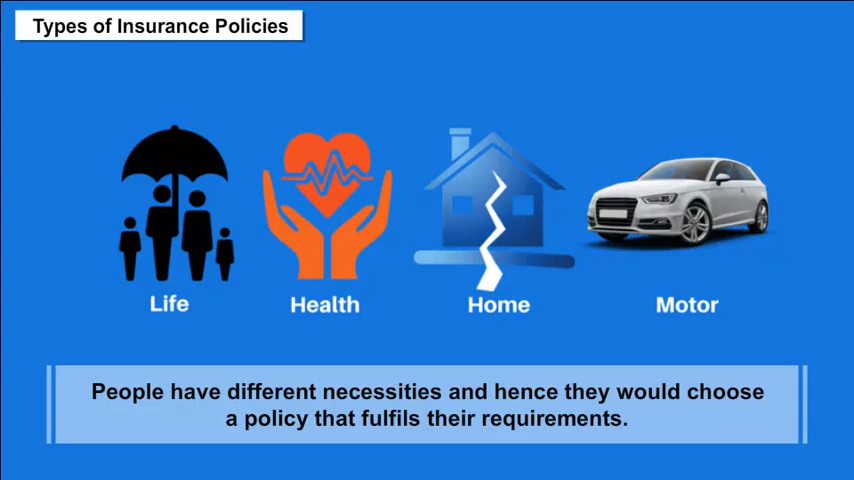 Types of Insurance Policies
Life
Health
Home
Motor
People have different necessities and hence they would choose
a policy that fulfils their requirements.